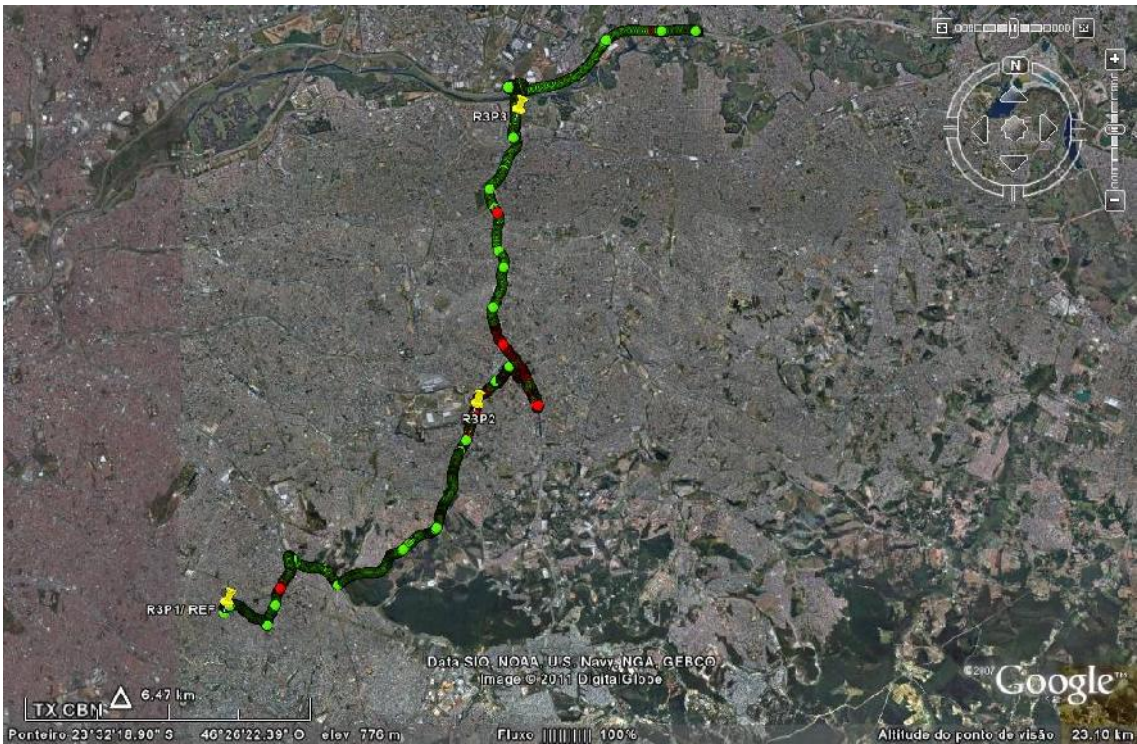 N
R3P3
R3P2
R3P1/ REF
Data SIO, NOAA, U.S. Navy, NGA, GEBCO
Image © 2011 DigitalGlobe
©2007 Google™
6.47 km
TX CBN
Ponteiro 23°32'18.90" S 46°26'22.39" O elev 776 m Fluxo ||||||||| 100% Altitude do ponto de visão 23.10 km